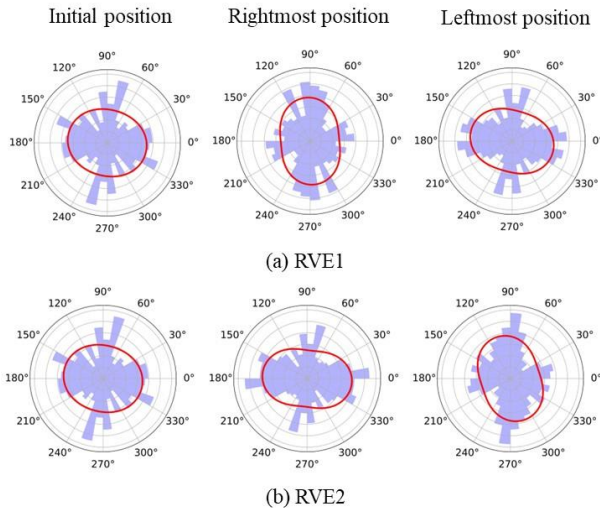 Initial position Rightmost position Leftmost position
90° 90° 90°
120° 60° 120° 60° 120° 60°
150° 30° 150° 30° 150° 30°
180° 0° 180° 0° 180° 0°
210° 330° 210° 330° 210° 330°
240° 300° 240° 300° 240° 300°
270° 270° 270°
(a) RVE1
90° 90° 90°
120° 60° 120° 60° 120° 60°
150° 30° 150° 30° 150° 30°
180° 0° 180° 0° 180° 0°
210° 330° 210° 330° 210° 330°
240° 300° 240° 300° 240° 300°
270° 270° 270°
(b) RVE2